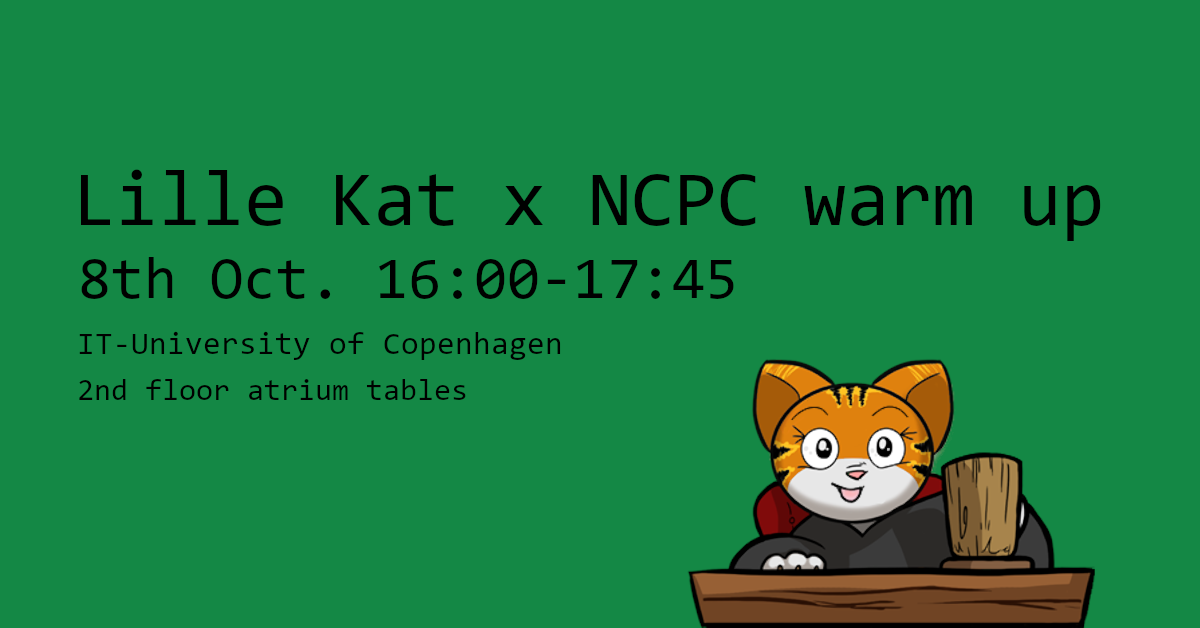 Lille Kat x NCPC warm up
8th Oct. 16:00-17:45
IT-University of Copenhagen
2nd floor atrium tables